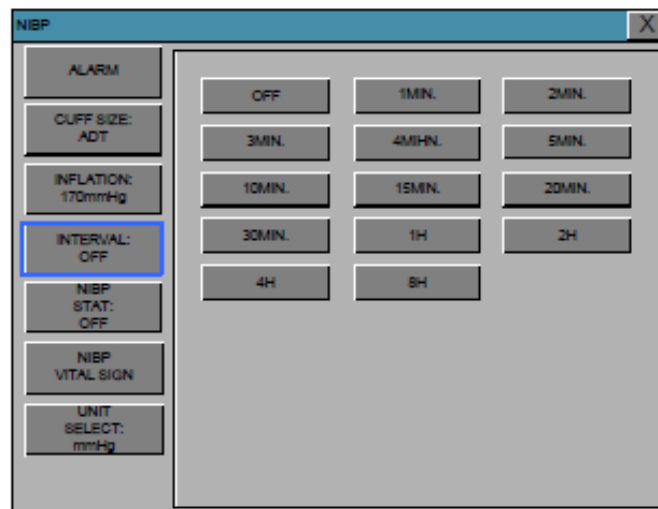 NIBP
X
ALARM
CUFF SIZE:
ADT
INFLATION:
170mmHg
INTERVAL:
OFF
NIBP
STAT:
OFF
NIBP
VITAL SIGN
UNIT
SELECT:
mmHg
OFF 1MIN. 2MIN.
3MIN. 4MIHN. 5MIN.
10MIN. 15MIN. 20MIN.
30MIN. 1H 2H
4H 8H